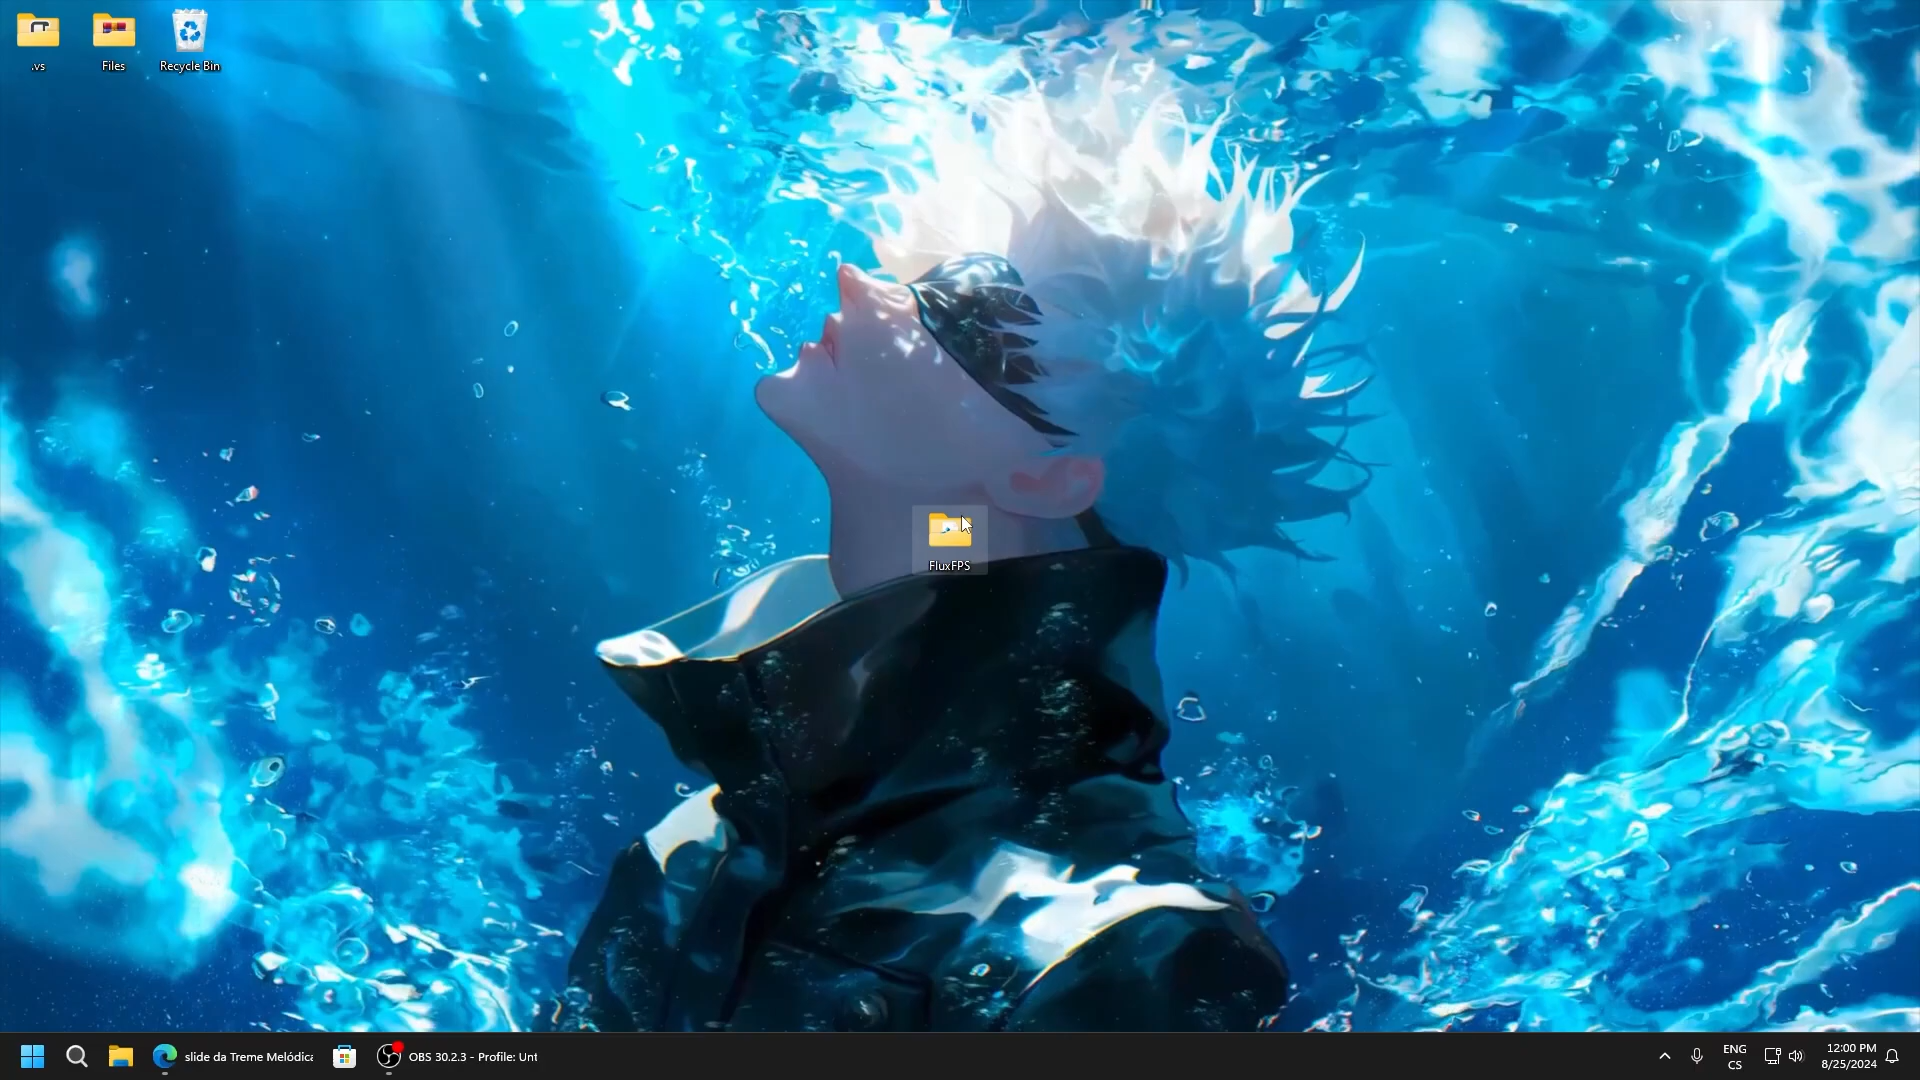 .vs
Files
Recycle Bin
FluxFPS
slide da Treme Melódica
OBS 30.2.3 - Profile: Unt
ENG
CS
12:00 PM
8/25/2024